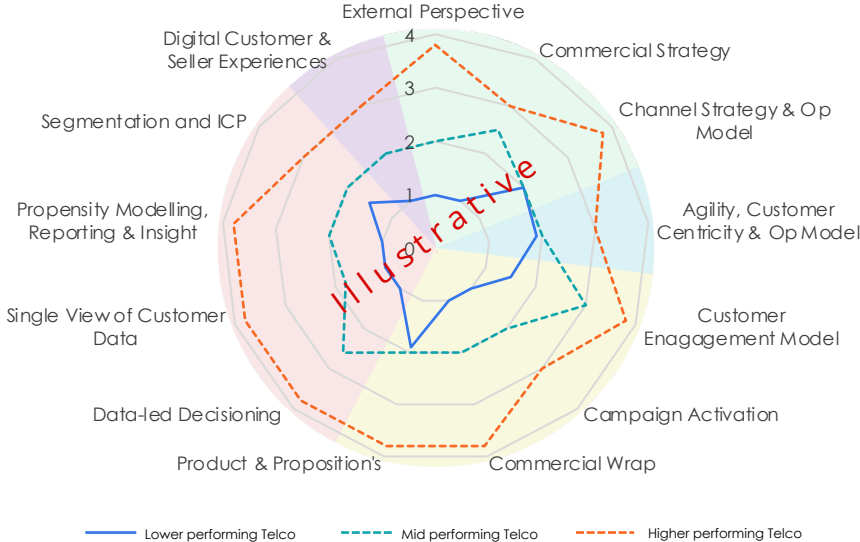 External Perspective
Digital Customer &
Seller Experiences
Commercial Strategy
Segmentation and ICP
Channel Strategy & Op
Model
Propensity Modelling,
Reporting & Insight
Agility, Customer
Centricity & Op Model
Single View of Customer
Data
Customer
Enagagement Model
Data-led Decisioning
Campaign Activation
Product & Proposition's
Commercial Wrap
4
3
2
1
0
Illustrative
Lower performing Telco
Mid performing Telco
Higher performing Telco